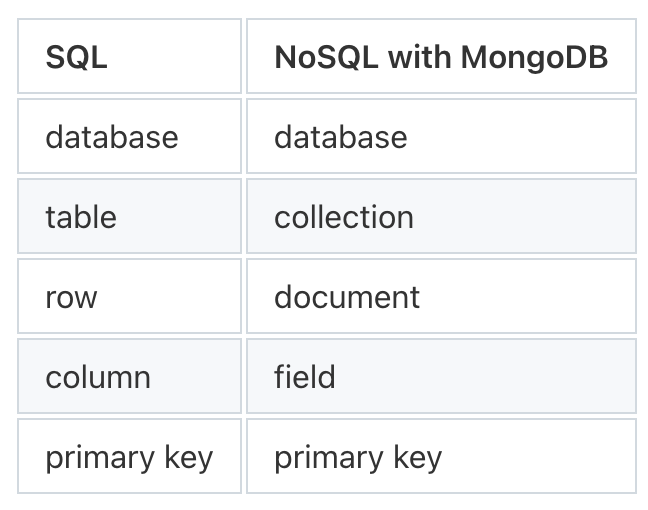 SQL NoSQL with MongoDB
database database
table collection
row document
column field
primary key primary key